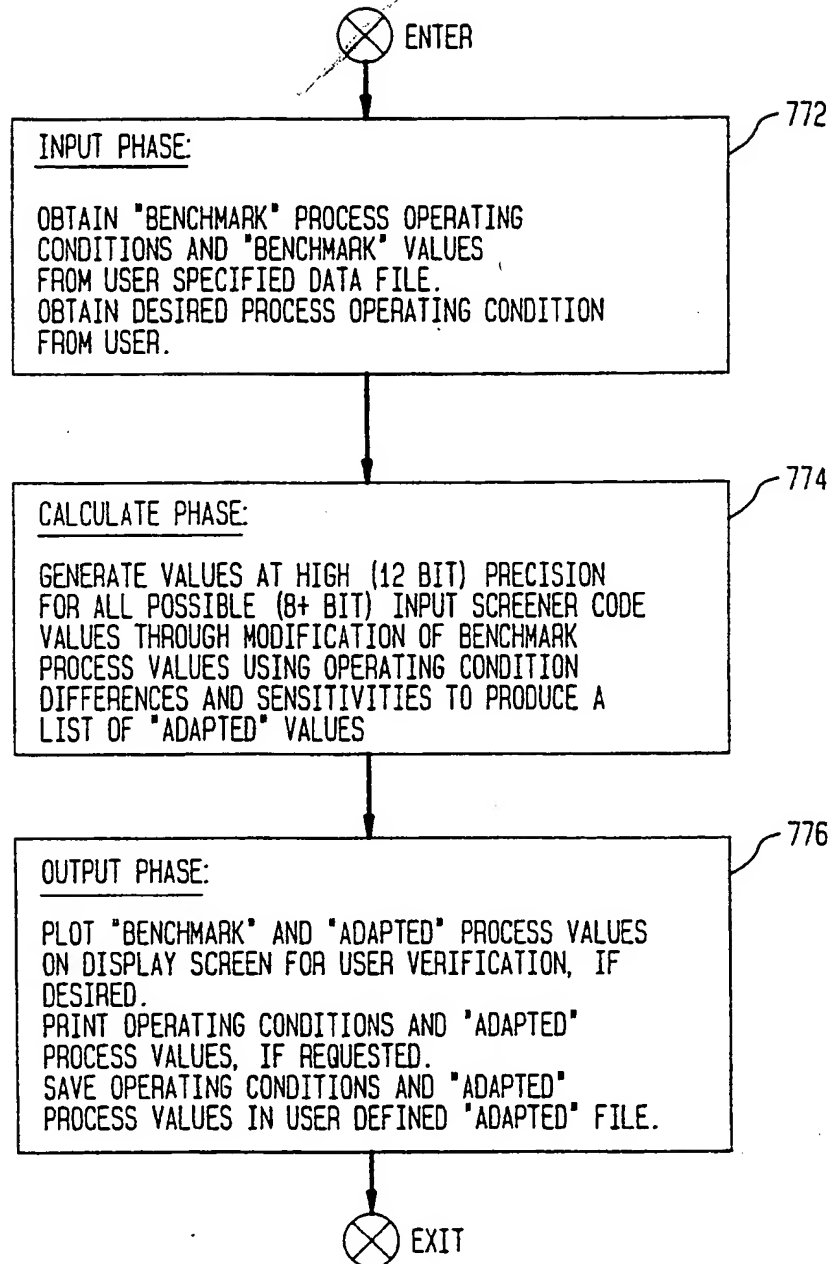 ENTER
772
INPUT PHASE:
OBTAIN "BENCHMARK" PROCESS OPERATING
CONDITIONS AND "BENCHMARK" VALUES
FROM USER SPECIFIED DATA FILE.
OBTAIN DESIRED PROCESS OPERATING CONDITION
FROM USER.
774
CALCULATE PHASE:
GENERATE VALUES AT HIGH (12 BIT) PRECISION
FOR ALL POSSIBLE (8+ BIT) INPUT SCREENER CODE
VALUES THROUGH MODIFICATION OF BENCHMARK
PROCESS VALUES USING OPERATING CONDITION
DIFFERENCES AND SENSITIVITIES TO PRODUCE A
LIST OF "ADAPTED" VALUES
776
OUTPUT PHASE:
PLOT "BENCHMARK" AND "ADAPTED" PROCESS VALUES
ON DISPLAY SCREEN FOR USER VERIFICATION, IF
DESIRED.
PRINT OPERATING CONDITIONS AND "ADAPTED"
PROCESS VALUES, IF REQUESTED.
SAVE OPERATING CONDITIONS AND "ADAPTED"
PROCESS VALUES IN USER DEFINED "ADAPTED" FILE.
EXIT